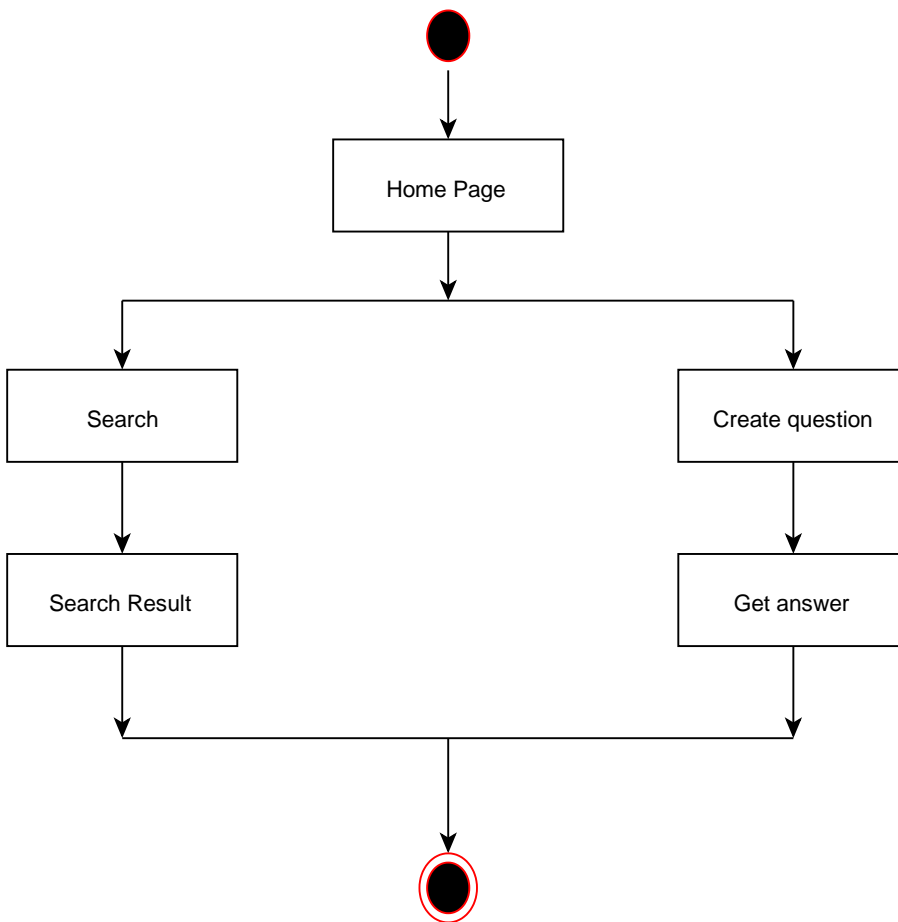 Home Page
Search
Create question
Search Result
Get answer